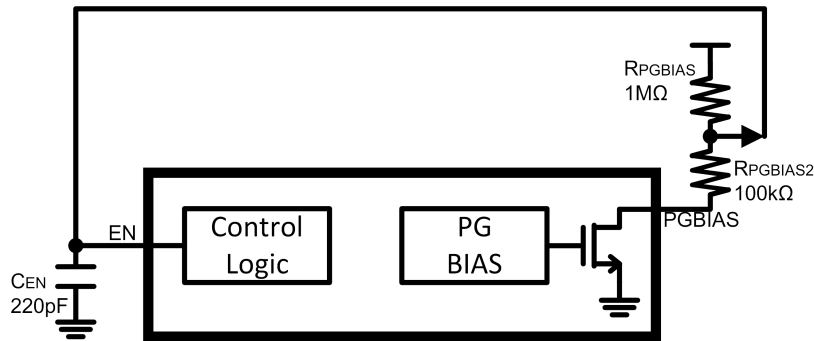 RPGBIAS
1MΩ
RPGBIAS2
100kΩ
PGBIAS
EN
Control
Logic
PG
BIAS
CEN
220pF